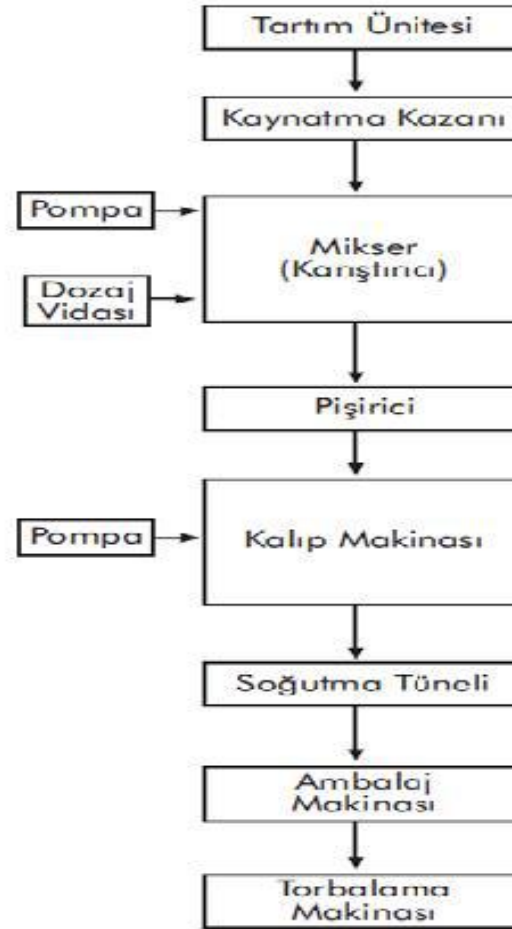 Tartım Ünitesi
Kaynatma Kazanı
Pompa
Mikser
(Karıştırıcı)
Dozaj
Vidası
Pişirici
Pompa
Kalıp Makinası
Soğutma Tüneli
Ambalaj
Makinası
Torbalama
Makinası